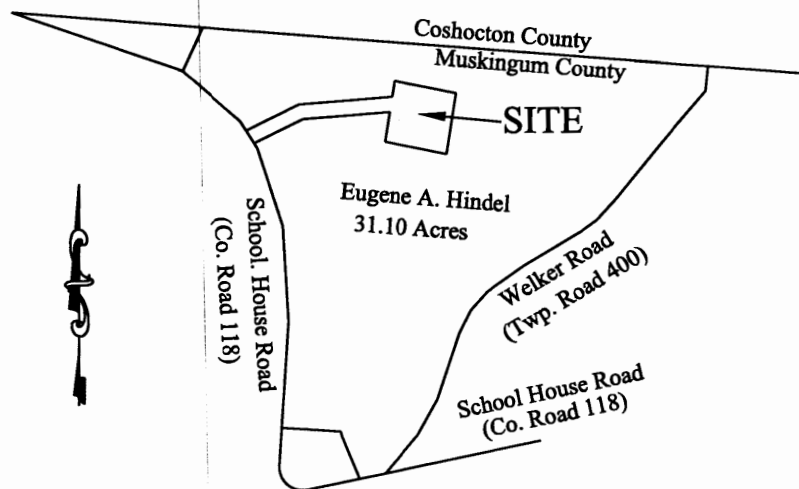 Coshocton County
Muskingum County
SITE
Eugene A. Hindel
31.10 Acres
School. House Road
(Co. Road 118)
Welker Road
(Twp. Road 400)
School House Road
(Co. Road 118)